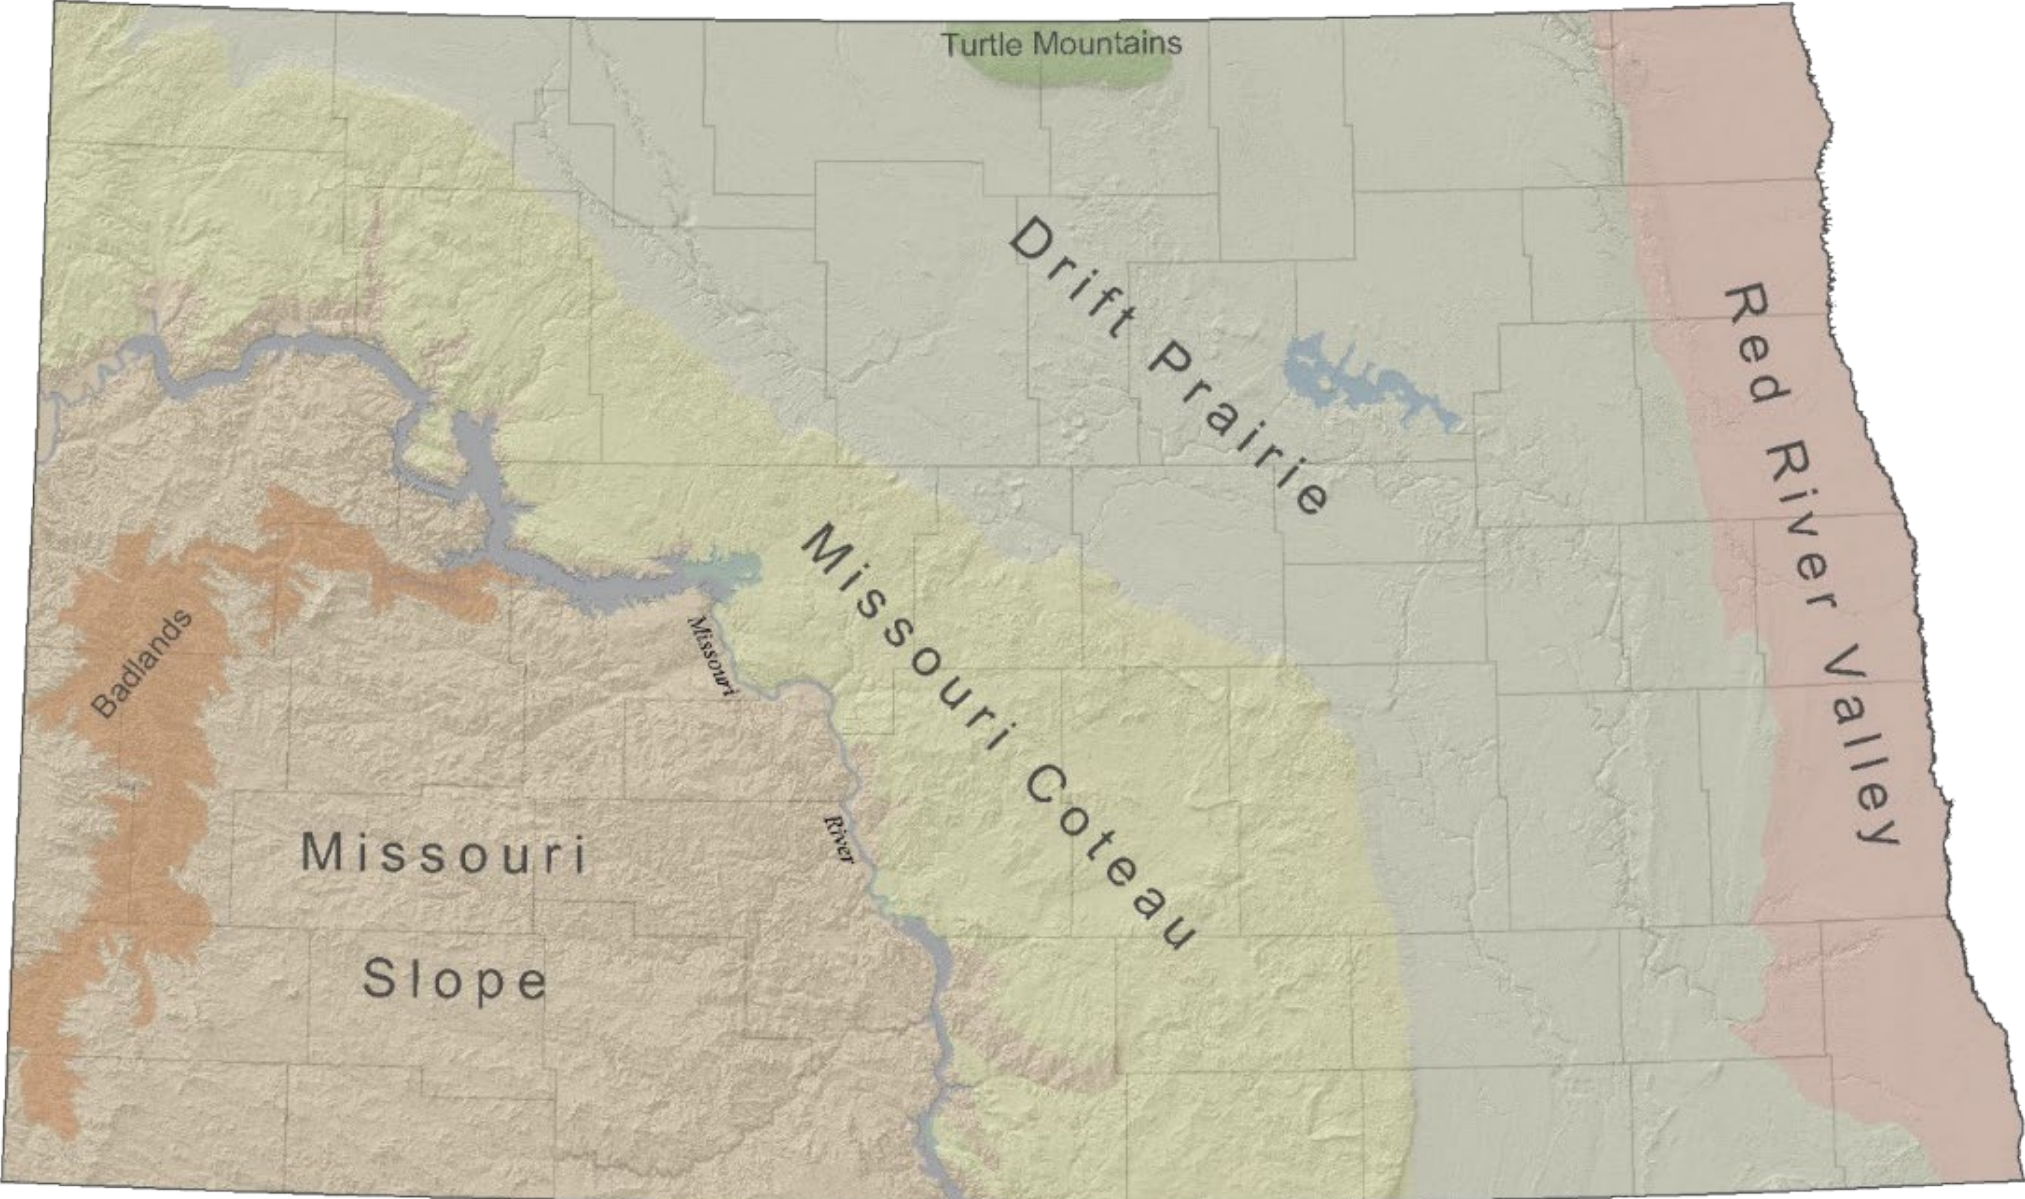 Turtle Mountains
Drift Prairie
Red River Valley
Missouri Coteau
Badlands
Missouri
River
Missouri
Slope